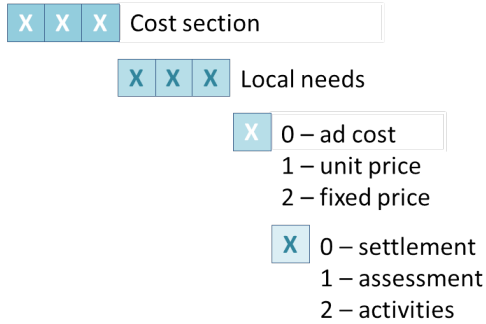 X X X Cost section
X X X Local needs
X 0 – ad cost
1 – unit price
2 – fixed price
X 0 – settlement
1 – assessment
2 – activities